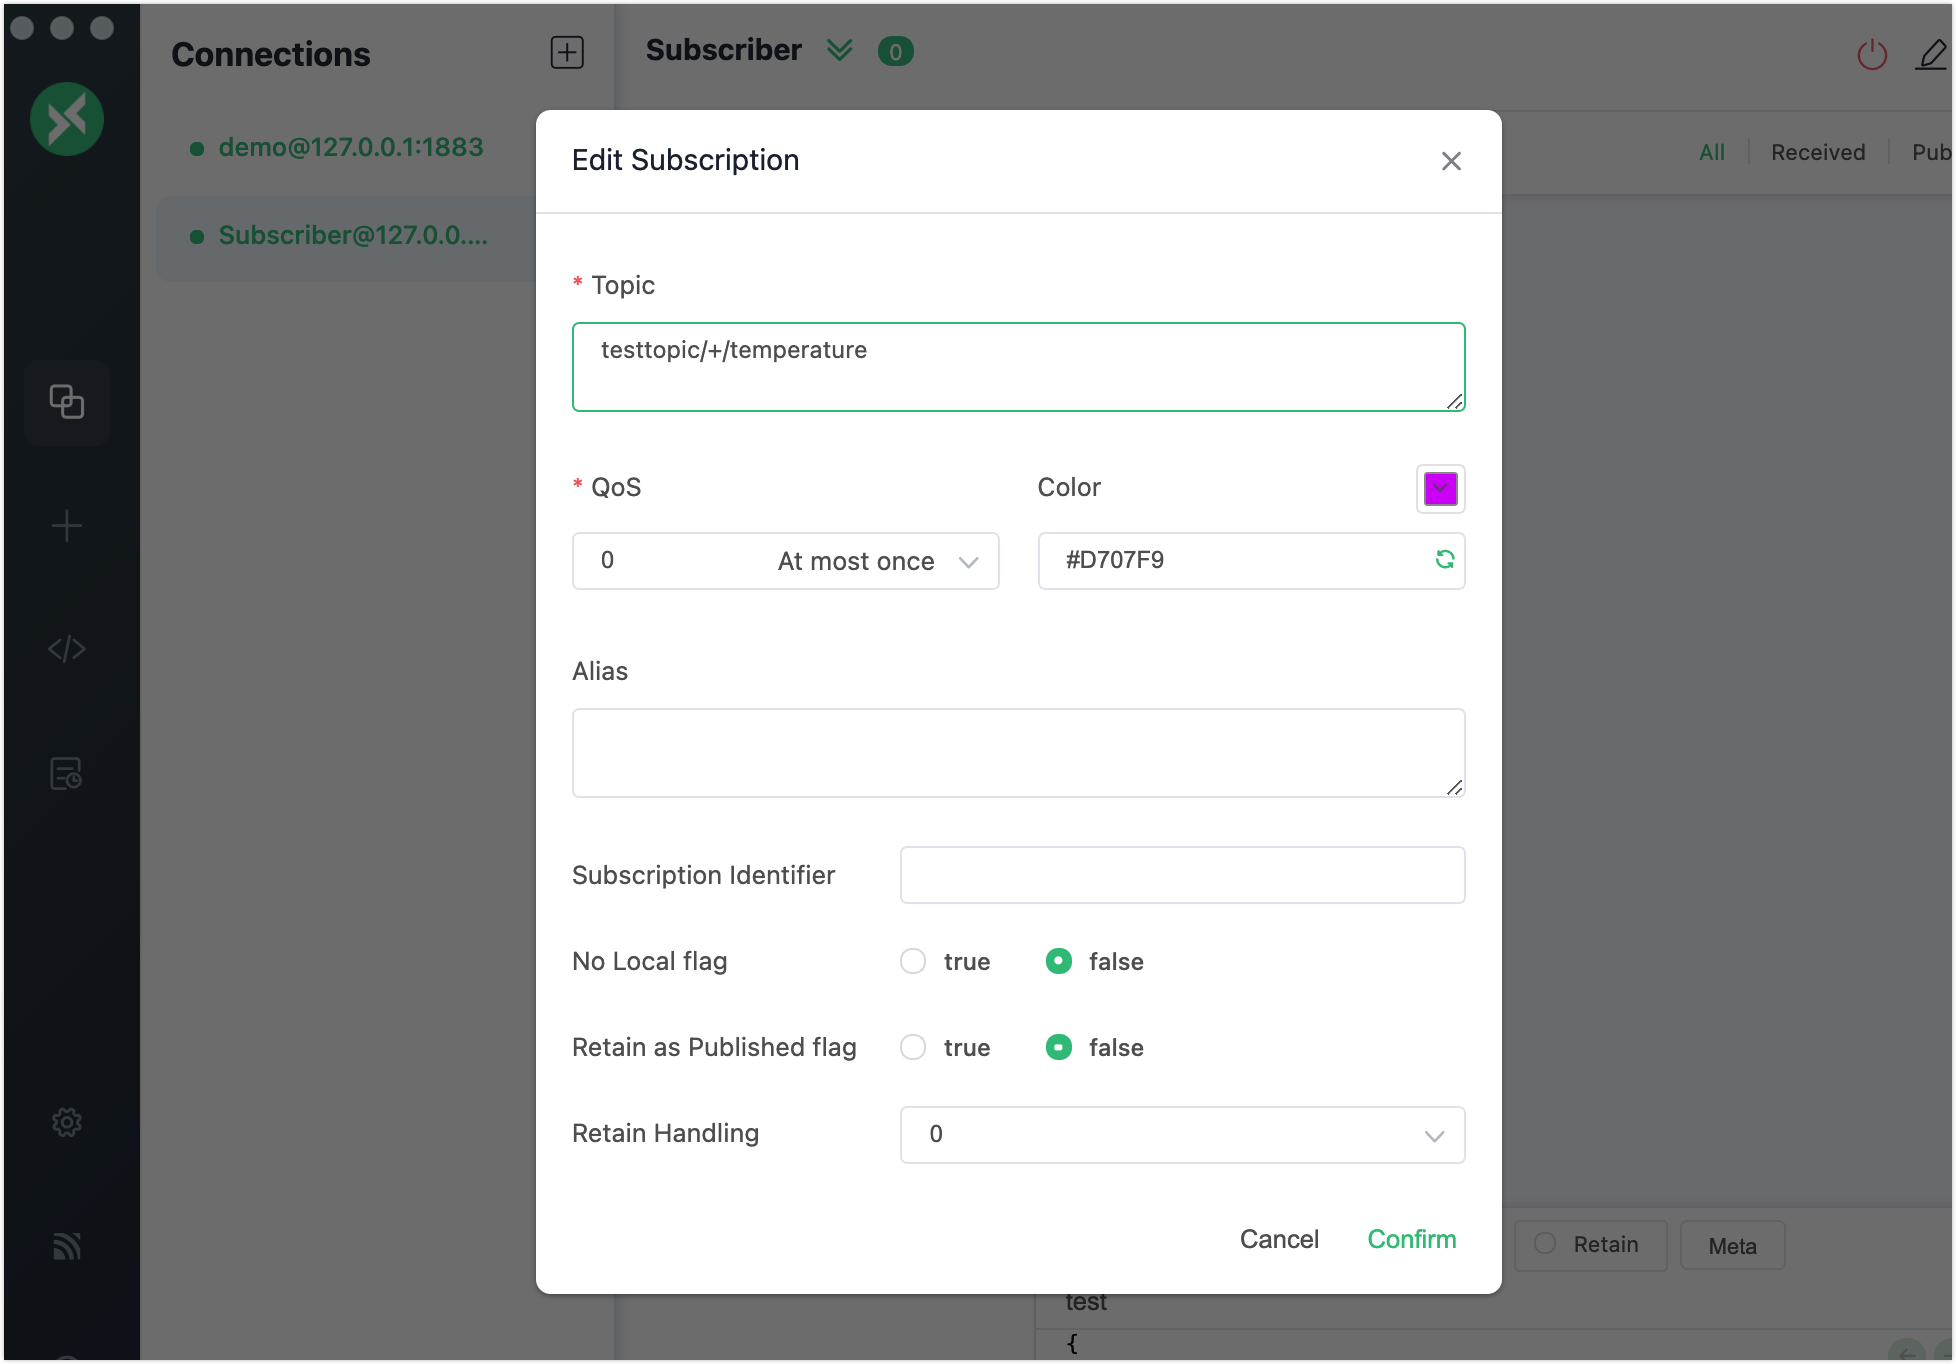 Connections
Subscriber 0
demo@127.0.0.1:1883
Subscriber@127.0.0....
All Received Pub
Edit Subscription
* Topic
testtopic/+/temperature
* QoS
Color
0 At most once
#D707F9
Alias
Subscription Identifier
No Local flag true false
Retain as Published flag true false
Retain Handling 0
Cancel Confirm
Retain Meta
test
{